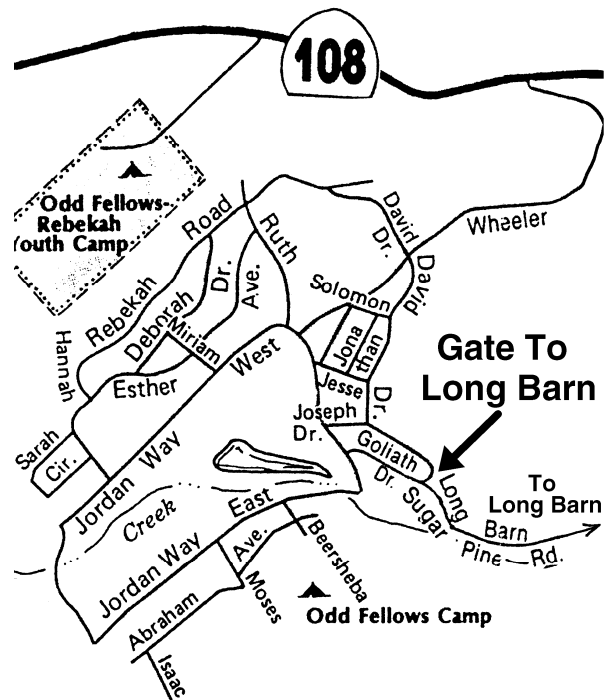 108
Odd Fellows-
Rebekah
Youth Camp
Rebekah Road
Ruth
David Dr.
Wheeler
Hannah
Deborah Dr.
Miriam
Ave.
Solomon
David
Jona
than
Dr.
West
Gate To
Long Barn
Esther
Jesse
Joseph
Dr.
Goliath
Dr.
Sarah
Cir.
Jordan Way
Creek
East
Sugar
Long
Barn
To
Long Barn
Pine Rd.
Jordan Way
Ave.
Beersheba
Moses
Abraham
Odd Fellows Camp
Isaac